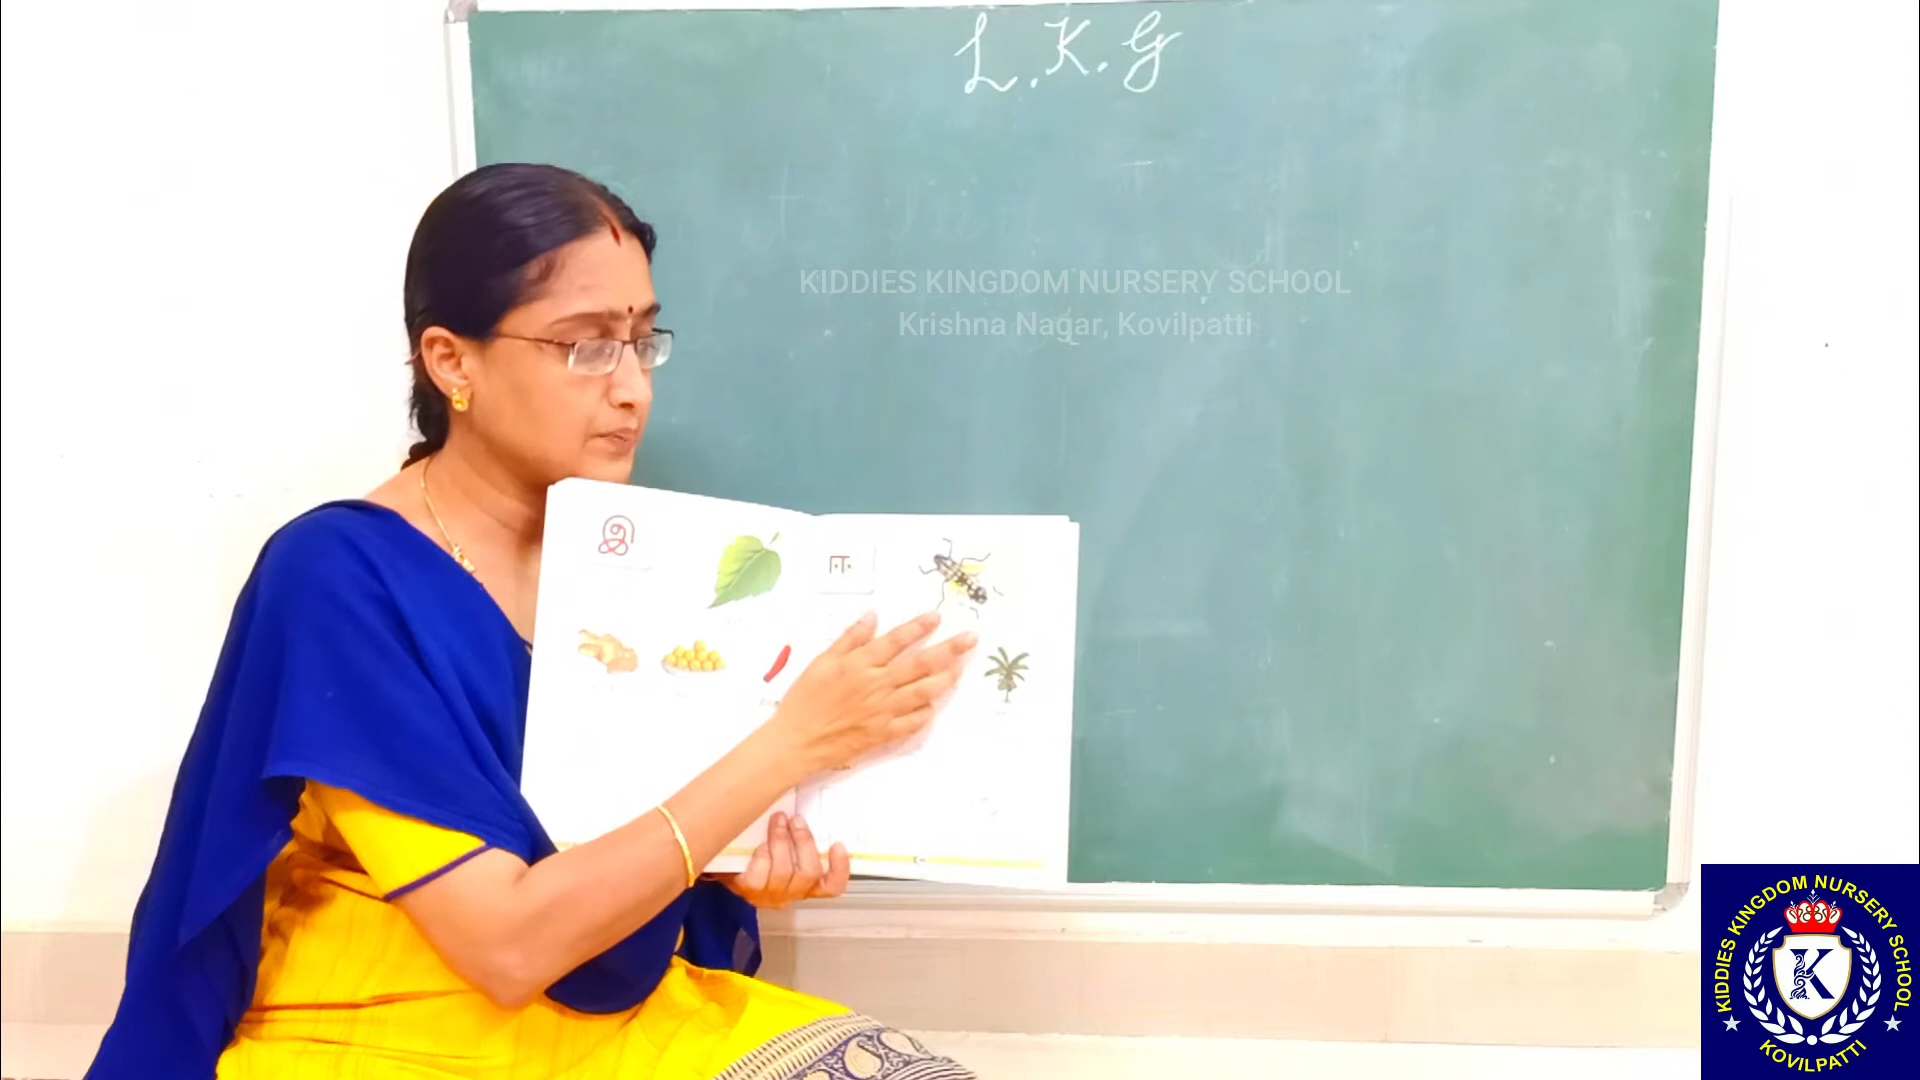 L.K.G
KIDDIES KINGDOM NURSERY SCHOOL
Krishna Nagar, Kovilpatti
இ
ஈ
KIDDIES KINGDOM NURSERY SCHOOL
K
KOVILPATTI